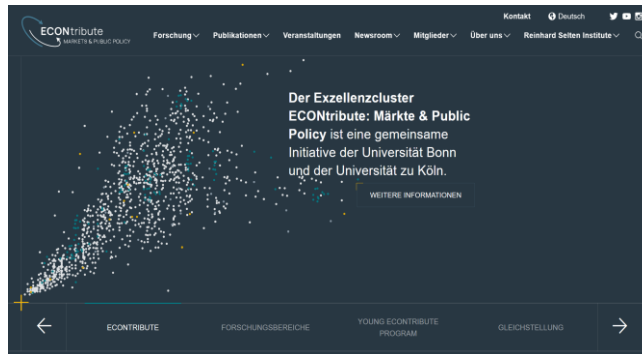 Kontakt Deutsch
ECONtribute
MARKETS & PUBLIC POLICY
Forschung Publikationen Veranstaltungen Newsroom Mitglieder Über uns Reinhard Selten Institute
Der Exzellenzcluster
ECONtribute: Märkte & Public
Policy ist eine gemeinsame
Initiative der Universität Bonn
und der Universität zu Köln.
WEITERE INFORMATIONEN
ECONTRIBUTE FORSCHUNGSBEREICHE YOUNG ECONTRIBUTE
PROGRAM GLEICHSTELLUNG